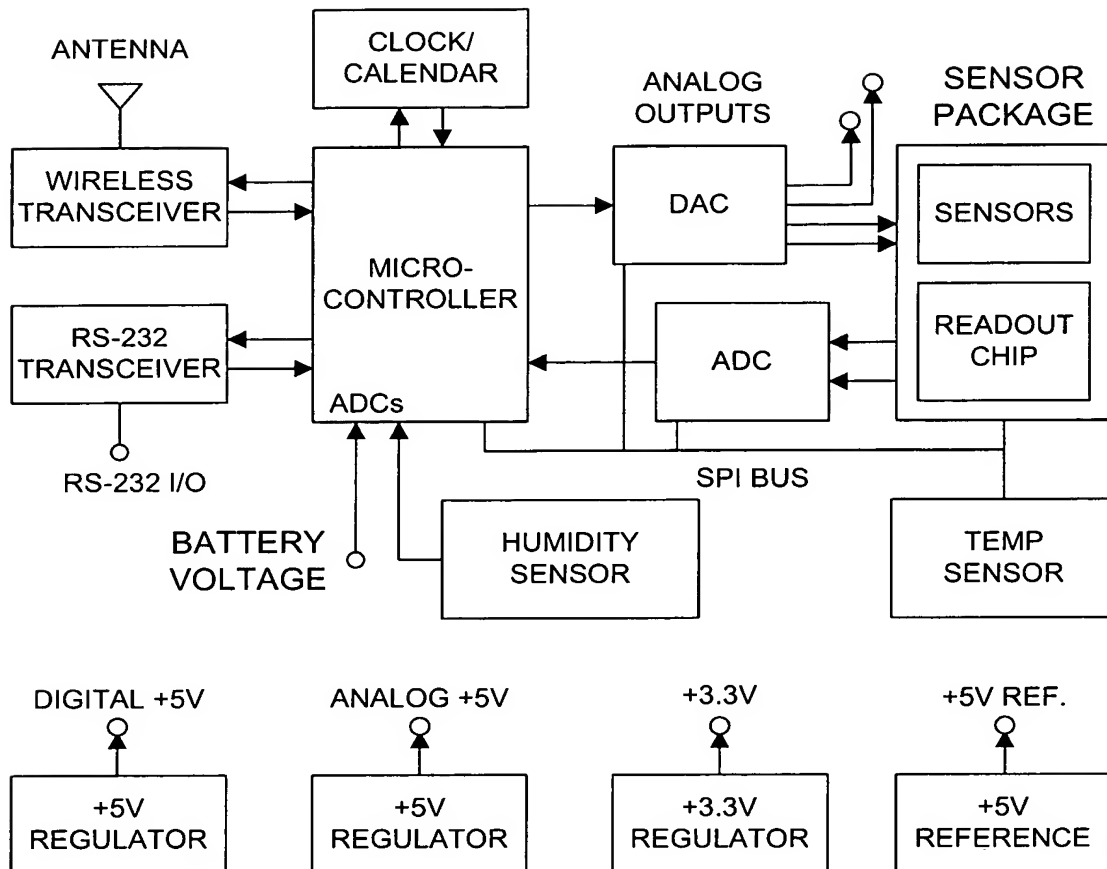 ANTENNA
CLOCK/
CALENDAR
ANALOG
OUTPUTS
SENSOR
PACKAGE
WIRELESS
TRANSCEIVER
MICRO-
CONTROLLER
DAC
SENSORS
RS-232
TRANSCEIVER
ADC
READOUT
CHIP
ADCs
RS-232 I/O
SPI BUS
BATTERY
VOLTAGE
HUMIDITY
SENSOR
TEMP
SENSOR
DIGITAL +5V
ANALOG +5V
+3.3V
+5V REF.
+5V
REGULATOR
+5V
REGULATOR
+3.3V
REGULATOR
+5V
REFERENCE